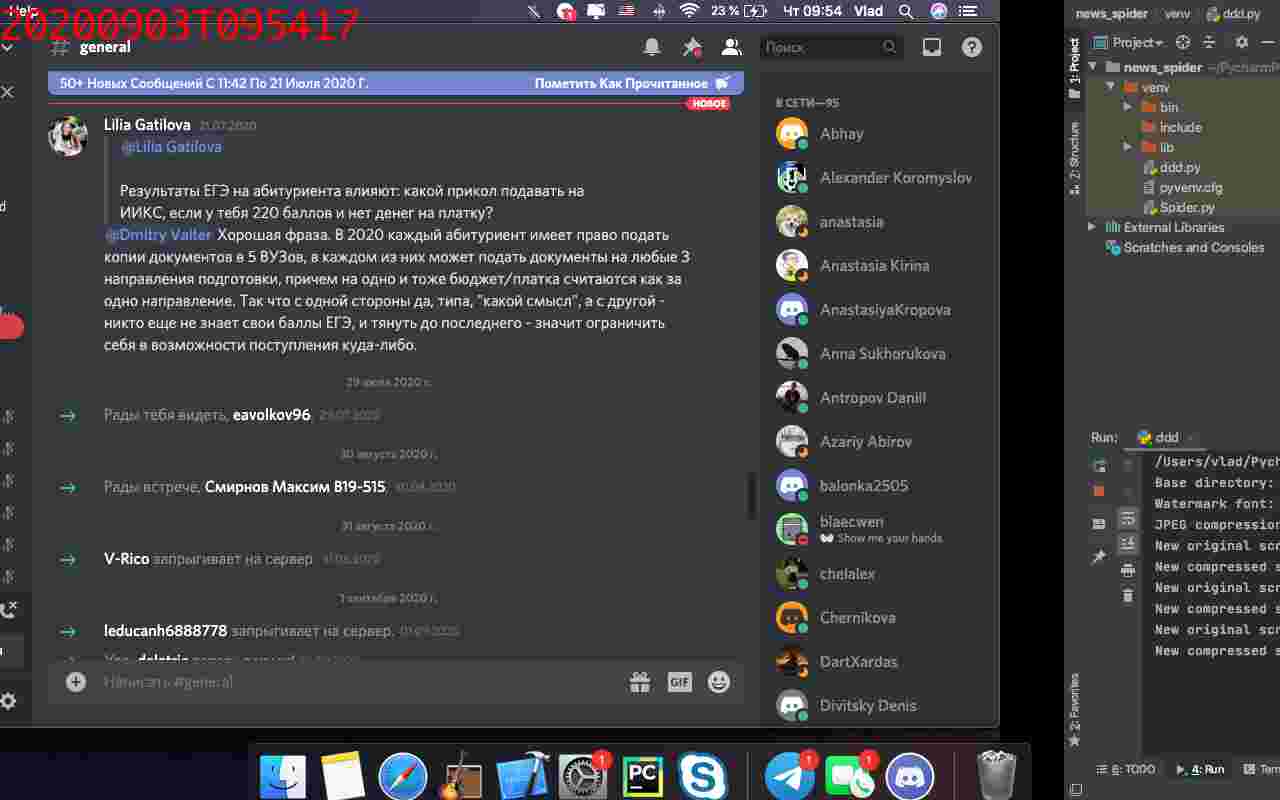 Help
20200903T095417
23 %
Чт 09:54 Vlad
general
Поиск
50+ Новых Сообщений С 11:42 По 21 Июля 2020 Г.
Пометить Как Прочитанное
НОВОЕ
Lilia Gatilova 21.07.2020
@Lilia Gatilova
Результаты ЕГЭ на абитуриента влияют: какой прикол подавать на
ИИКС, если у тебя 220 баллов и нет денег на платку?
@Dmitry Valter Хорошая фраза. В 2020 каждый абитуриент имеет право подать
копии документов в 5 ВУЗов, в каждом из них может подать документы на любые 3
направления подготовки, причем на одно и тоже бюджет/платка считаются как за
одно направление. Так что с одной стороны да, типа, "какой смысл", а с другой -
никто еще не знает свои баллы ЕГЭ, и тянуть до последнего - значит ограничить
себя в возможности поступления куда-либо.
29 июля 2020 г.
Рады тебя видеть, eavolkov96. 29.07.2020
30 августа 2020 г.
Рады встрече, Смирнов Максим B19-515. 30.08.2020
31 августа 2020 г.
V-Rico запрыгивает на сервер. 31.08.2020
1 сентября 2020 г.
leducanh6888778 запрыгивает на сервер. 01.09.2020
Написать #general
GIF
В СЕТИ—95
Abhay
Alexander Koromyslov
anastasia
Anastasia Kirina
AnastasiyaKropova
Anna Sukhorukova
Antropov Daniil
Azariy Abirov
balonka2505
blaecwen
Show me your hands
chelalex
Chernikova
DartXardas
Divitsky Denis
news_spider venv ddd.py
1: Project
Project
news_spider ~/PycharmP
venv
bin
include
lib
ddd.py
pyvenv.cfg
Spider.py
External Libraries
Scratches and Consoles
2: Structure
Run: ddd
/Users/vlad/Pych
Base directory:
Watermark font:
JPEG compression
New original scr
New compressed s
New original scr
New compressed s
New original scr
New compressed s
2: Favorites
6: TODO
4: Run
Tern
PC
1
1
1